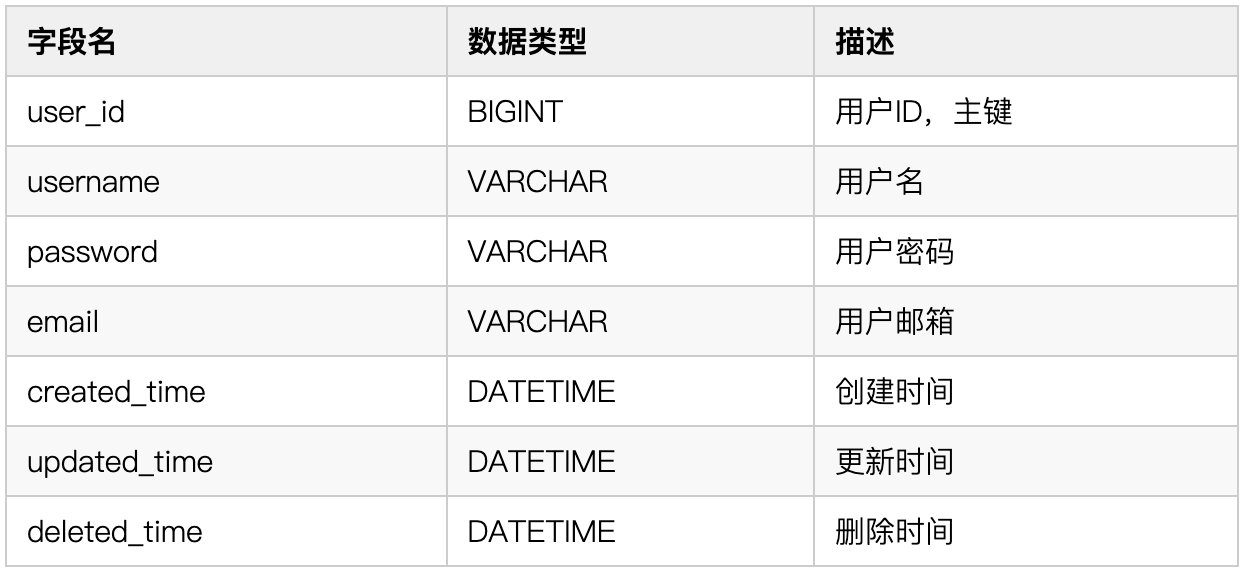 字段名 数据类型 描述
user_id BIGINT 用户ID，主键
username VARCHAR 用户名
password VARCHAR 用户密码
email VARCHAR 用户邮箱
created_time DATETIME 创建时间
updated_time DATETIME 更新时间
deleted_time DATETIME 删除时间